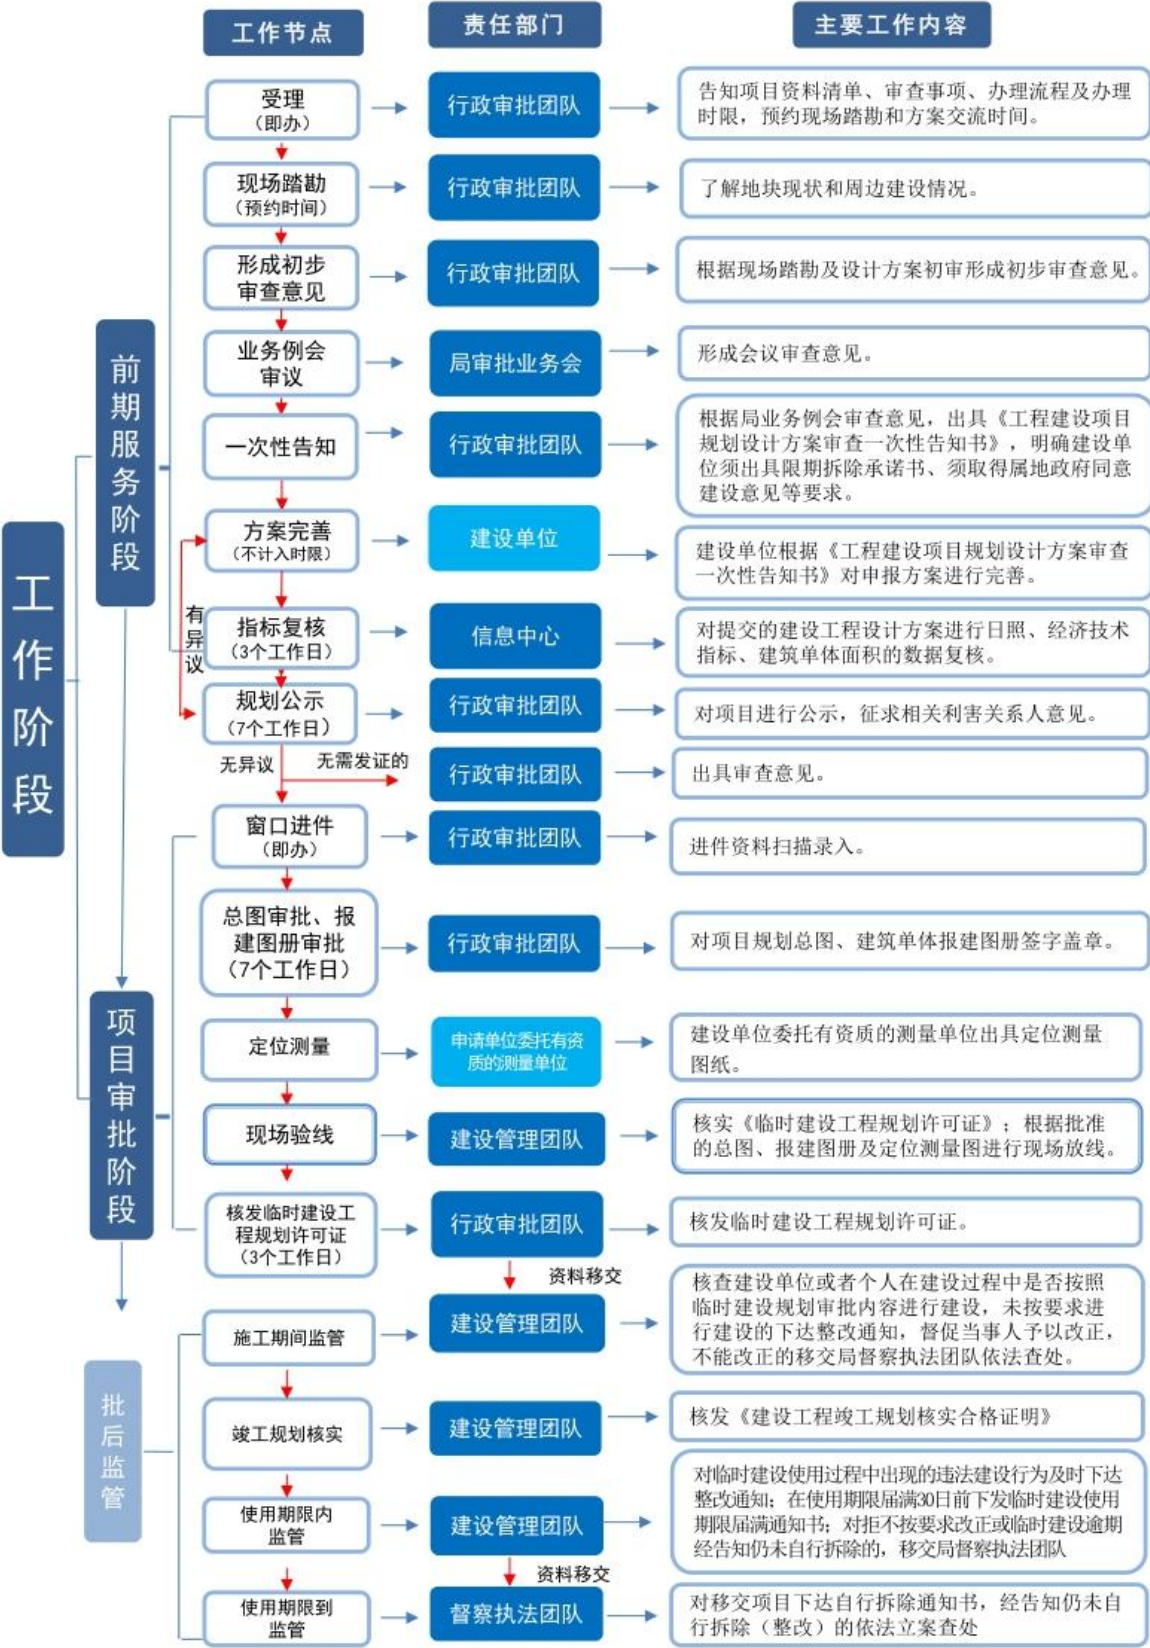 工作节点
责任部门
主要工作内容
工作阶段
前期服务阶段
受理
（即办）
行政审批团队
告知项目资料清单、审查事项、办理流程及办理
时限，预约现场踏勘和方案交流时间。
现场踏勘
（预约时间）
行政审批团队
了解地块现状和周边建设情况。
形成初步
审查意见
行政审批团队
根据现场踏勘及设计方案初审形成初步审查意见。
业务例会
审议
局审批业务会
形成会议审查意见。
一次性告知
行政审批团队
根据局业务例会审查意见，出具《工程建设项目
规划设计方案审查一次性告知书》，明确建设单
位须出具限期拆除承诺书、须取得属地政府同意
建设意见等要求。
方案完善
（不计入时限）
建设单位
建设单位根据《工程建设项目规划设计方案审查
一次性告知书》对申报方案进行完善。
有异议
指标复核
（3个工作日）
信息中心
对提交的建设工程设计方案进行日照、经济技术
指标、建筑单体面积的数据复核。
规划公示
（7个工作日）
行政审批团队
对项目进行公示，征求相关利害关系人意见。
无异议
无需发证的
行政审批团队
出具审查意见。
项目审批阶段
窗口进件
（即办）
行政审批团队
进件资料扫描录入。
总图审批、报
建图册审批
（7个工作日）
行政审批团队
对项目规划总图、建筑单体报建图册签字盖章。
定位测量
申请单位委托有资
质的测量单位
建设单位委托有资质的测量单位出具定位测量
图纸。
现场验线
建设管理团队
核实《临时建设工程规划许可证》；根据批准
的总图、报建图册及定位测量图进行现场放线。
核发临时建设工
程规划许可证
（3个工作日）
行政审批团队
核发临时建设工程规划许可证。
资料移交
批后监管
施工期间监管
建设管理团队
核查建设单位或者个人在建设过程中是否按照
临时建设规划审批内容进行建设，未按要求进
行建设的下达整改通知，督促当事人予以改正，
不能改正的移交局督察执法团队依法查处。
竣工规划核实
建设管理团队
核发《建设工程竣工规划核实合格证明》
使用期限内
监管
建设管理团队
对临时建设使用过程中出现的违法建设行为及时下达
整改通知；在使用期限届满30日前下发临时建设使用
期限届满通知书；对拒不按要求改正或临时建设逾期
经告知仍未自行拆除的，移交局督察执法团队
资料移交
使用期限到
监管
督察执法团队
对移交项目下达自行拆除通知书，经告知仍未自
行拆除（整改）的依法立案查处